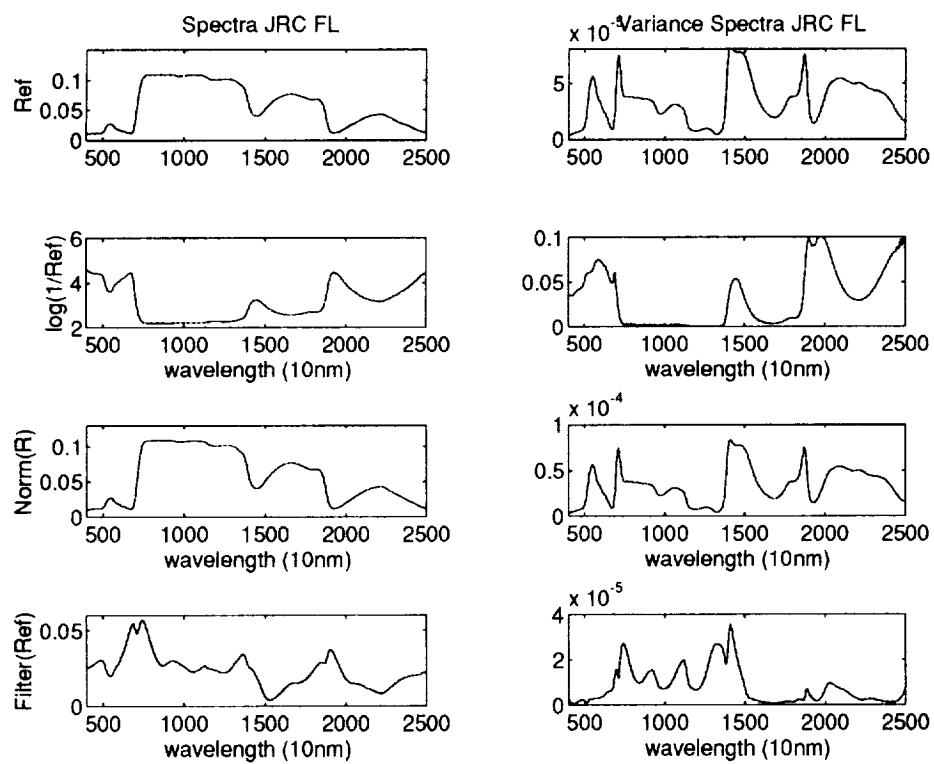 Spectra JRC FL
Ref
0.1
0.05
0
500 1000 1500 2000 2500
x 10^-5 Variance Spectra JRC FL
5
0
500 1000 1500 2000 2500
log(1/Ref)
6
4
2
500 1000 1500 2000 2500
wavelength (10nm)
0.1
0.05
0
500 1000 1500 2000 2500
wavelength (10nm)
Norm(R)
0.1
0.05
0
500 1000 1500 2000 2500
wavelength (10nm)
x 10^-4
1
0.5
0
500 1000 1500 2000 2500
wavelength (10nm)
Filter(Ref)
0.05
0
500 1000 1500 2000 2500
wavelength (10nm)
x 10^-5
4
2
0
500 1000 1500 2000 2500
wavelength (10nm)